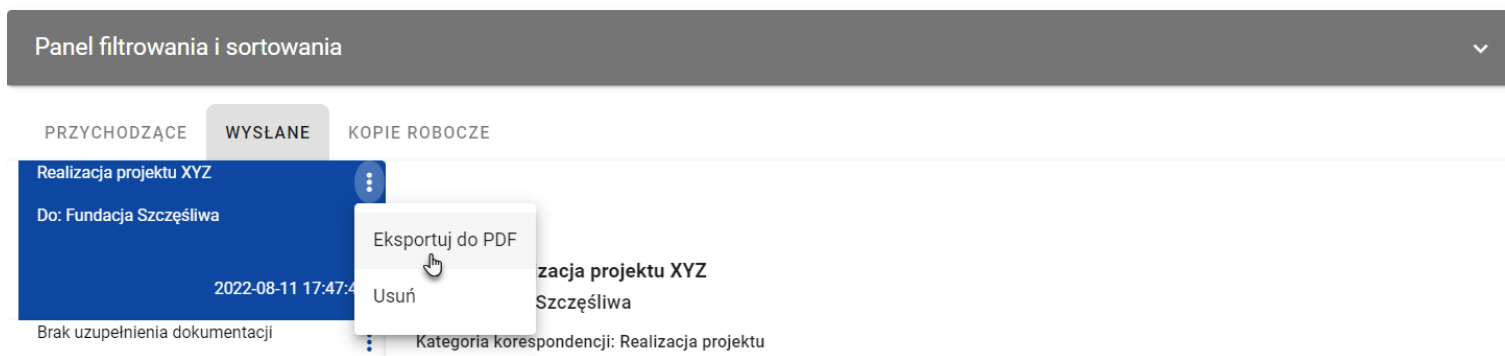 Panel filtrowania i sortowania
PRZYCHODZĄCE WYSŁANE KOPIE ROBOCZE
Realizacja projektu XYZ
Do: Fundacja Szczęśliwa
2022-08-11 17:47:4
Eksportuj do PDF
Usuń
zacja projektu XYZ
Szczęśliwa
Brak uzupełnienia dokumentacji
Kategoria korespondencji: Realizacja projektu